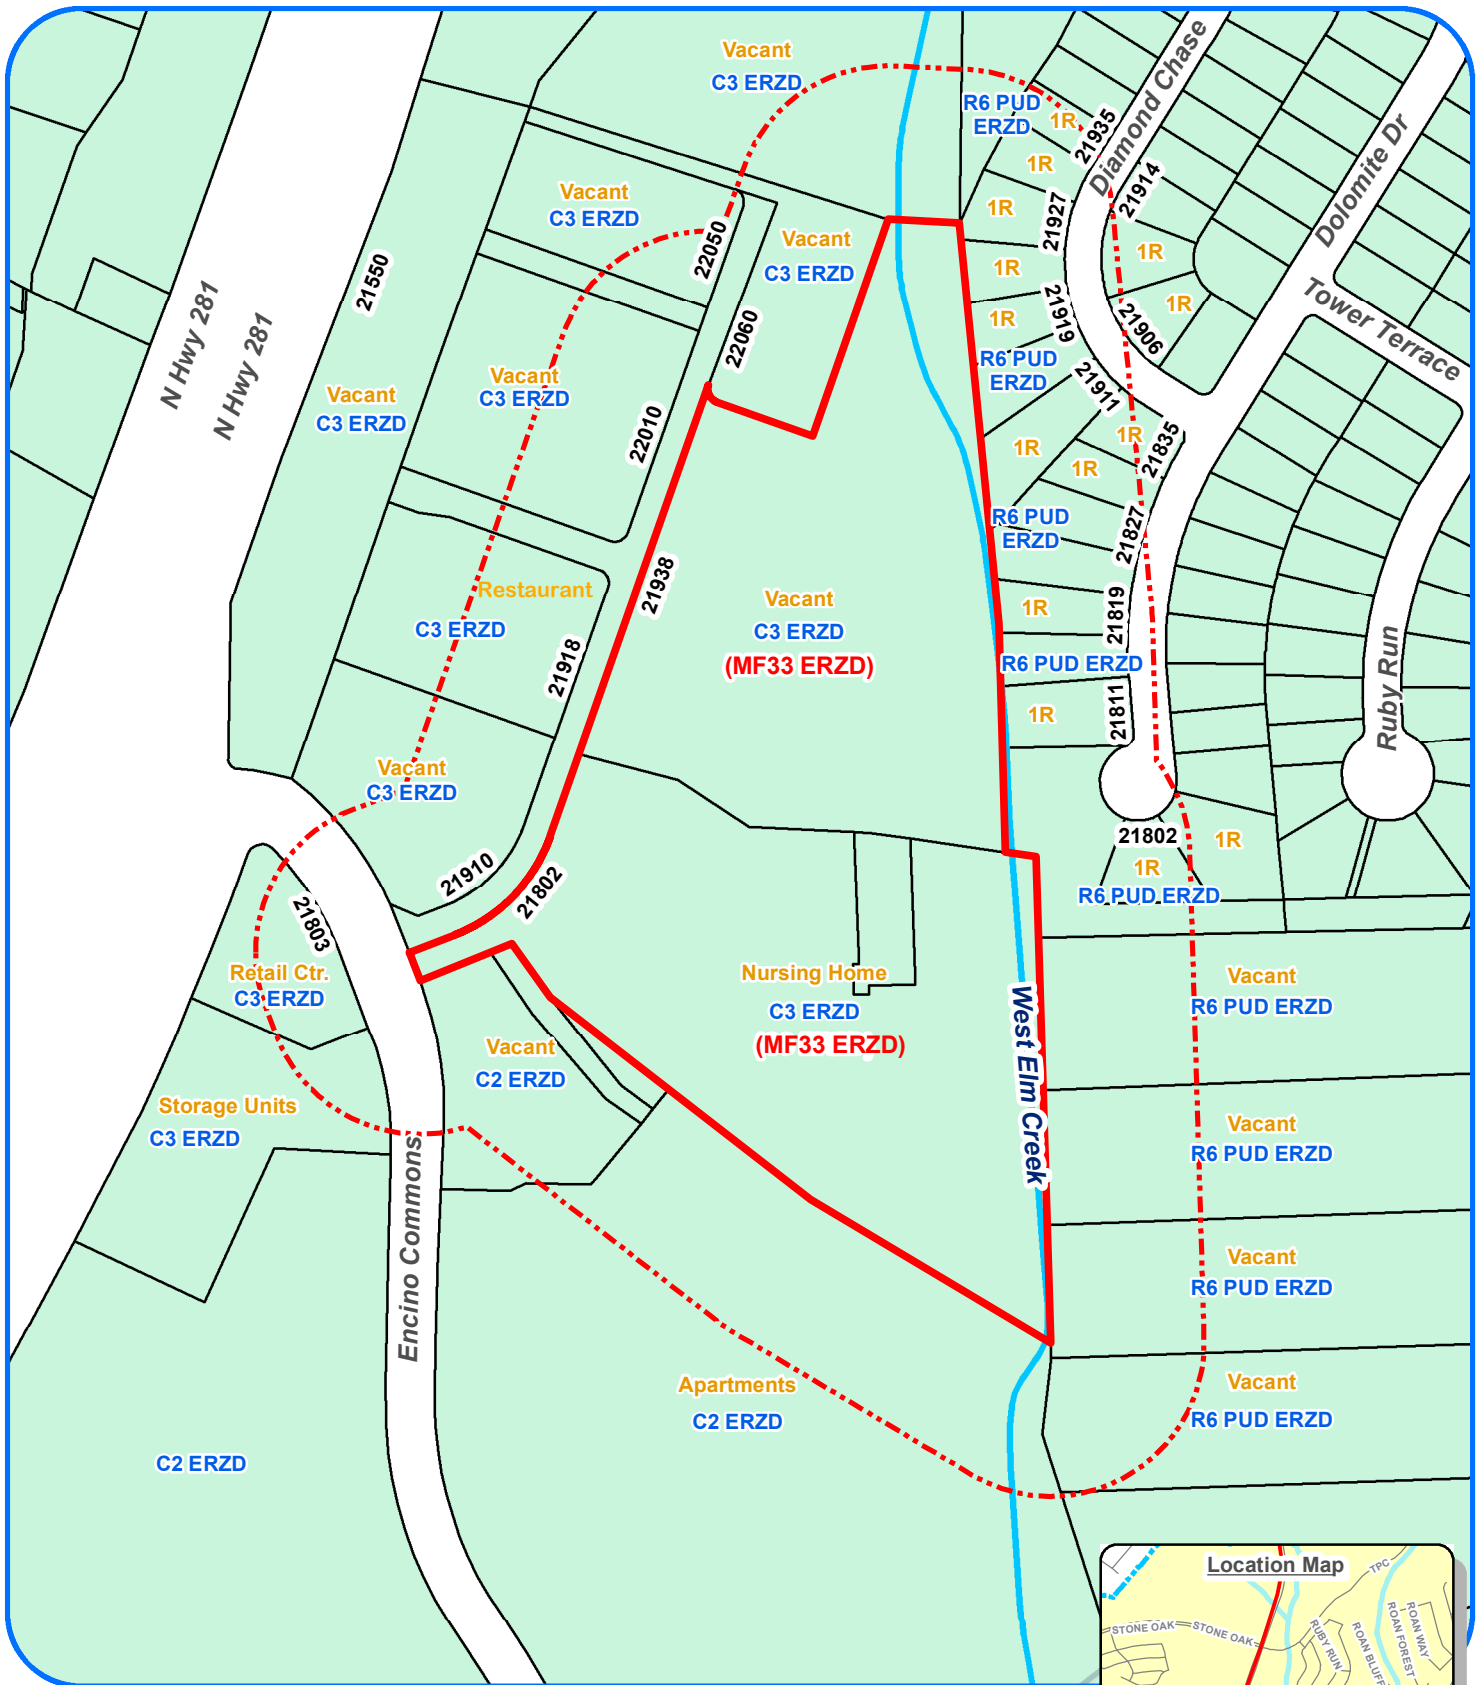 Vacant
C3 ERZD
R6 PUD
ERZD
1R
21935
Diamond Chase
Dolomite Dr
1R
21914
Vacant
C3 ERZD
22050
Vacant
C3 ERZD
1R
21927
1R
1R
21550
N Hwy 281
N Hwy 281
22060
1R
21919
1R
21906
Tower Terrace
R6 PUD
ERZD
21911
Vacant
C3 ERZD
Vacant
C3 ERZD
22010
1R
1R
1R
21835
R6 PUD
ERZD
21827
Restaurant
C3 ERZD
21938
21918
Vacant
C3 ERZD
(MF33 ERZD)
1R
21819
R6 PUD ERZD
1R
21811
Ruby Run
Vacant
C3 ERZD
21802
1R
1R
R6 PUD ERZD
21910
21802
21803
Retail Ctr.
C3 ERZD
Nursing Home
C3 ERZD
(MF33 ERZD)
West Elm Creek
Vacant
R6 PUD ERZD
Vacant
C2 ERZD
Storage Units
C3 ERZD
Vacant
R6 PUD ERZD
Encino Commons
Vacant
R6 PUD ERZD
Apartments
C2 ERZD
Vacant
R6 PUD ERZD
C2 ERZD
Location Map
TPC
STONE OAK
STONE OAK
RUBY RUN
ROAN BLUFF
ROAN FOREST
ROAN WAY